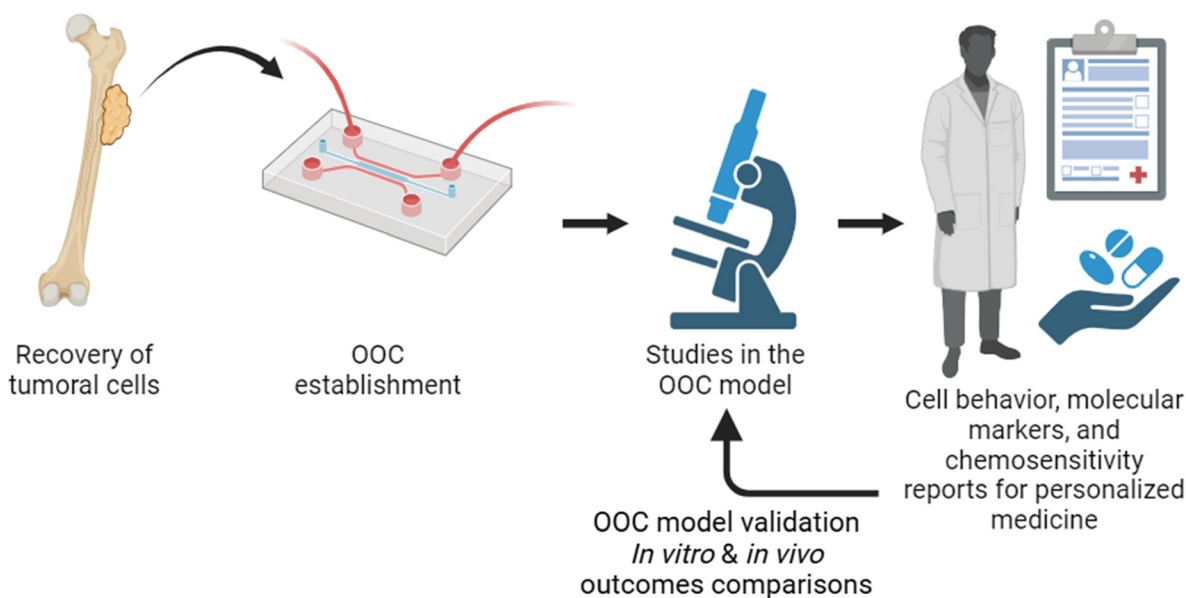 Recovery of
tumoral cells
OOC
establishment
Studies in the
OOC model
Cell behavior, molecular
markers, and
chemosensitivity
reports for personalized
medicine
OOC model validation
In vitro & in vivo
outcomes comparisons